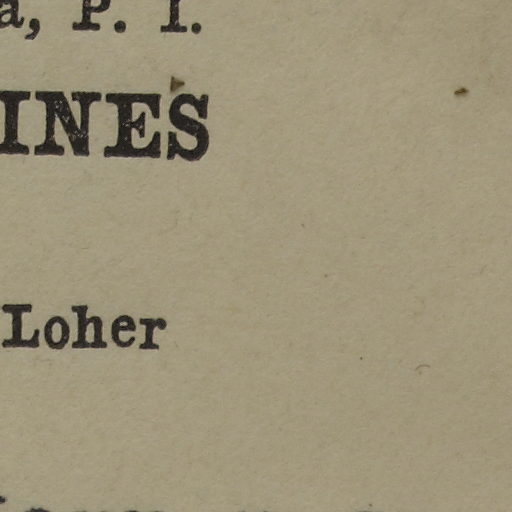 a, P. I.
INES
Loher